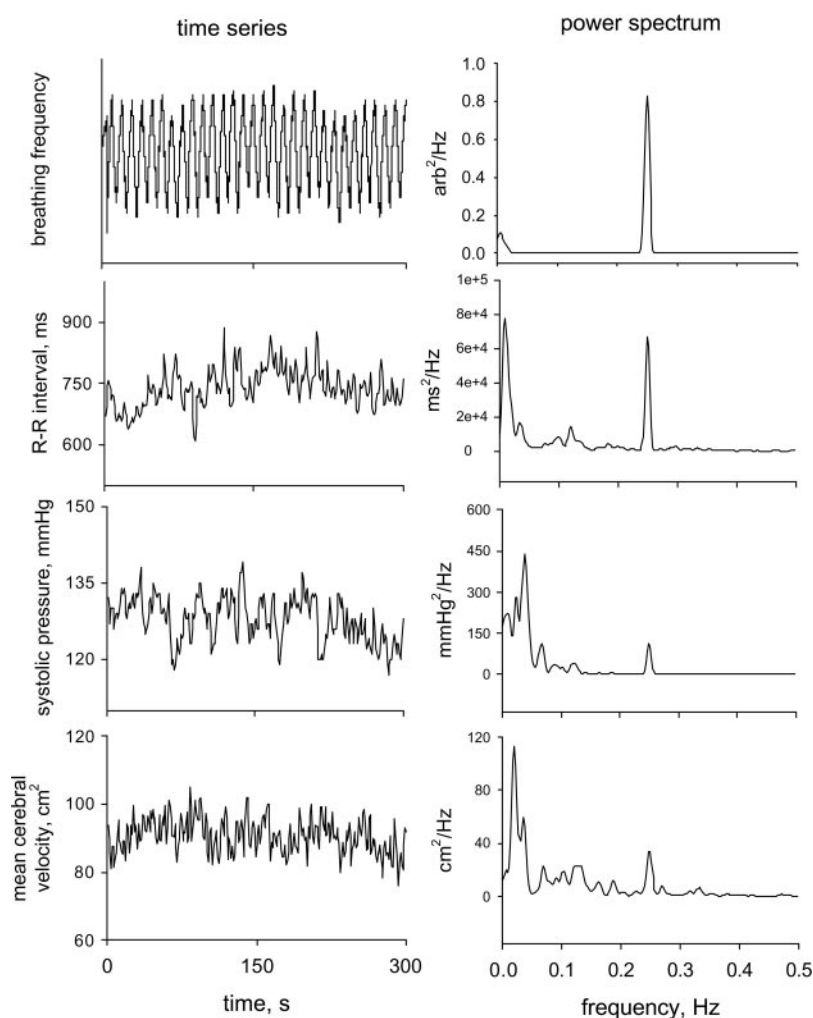 time series
power spectrum
breathing frequency
arb²/Hz
1.0
0.8
0.6
0.4
0.2
0.0
R-R interval, ms
900
750
600
ms²/Hz
1e+5
8e+4
6e+4
4e+4
2e+4
0
systolic pressure, mmHg
150
135
120
mmHg²/Hz
600
450
300
150
0
mean cerebral
velocity, cm²
120
100
80
60
0 150 300
time, s
cm²/Hz
120
80
40
0
0.0 0.1 0.2 0.3 0.4 0.5
frequency, Hz